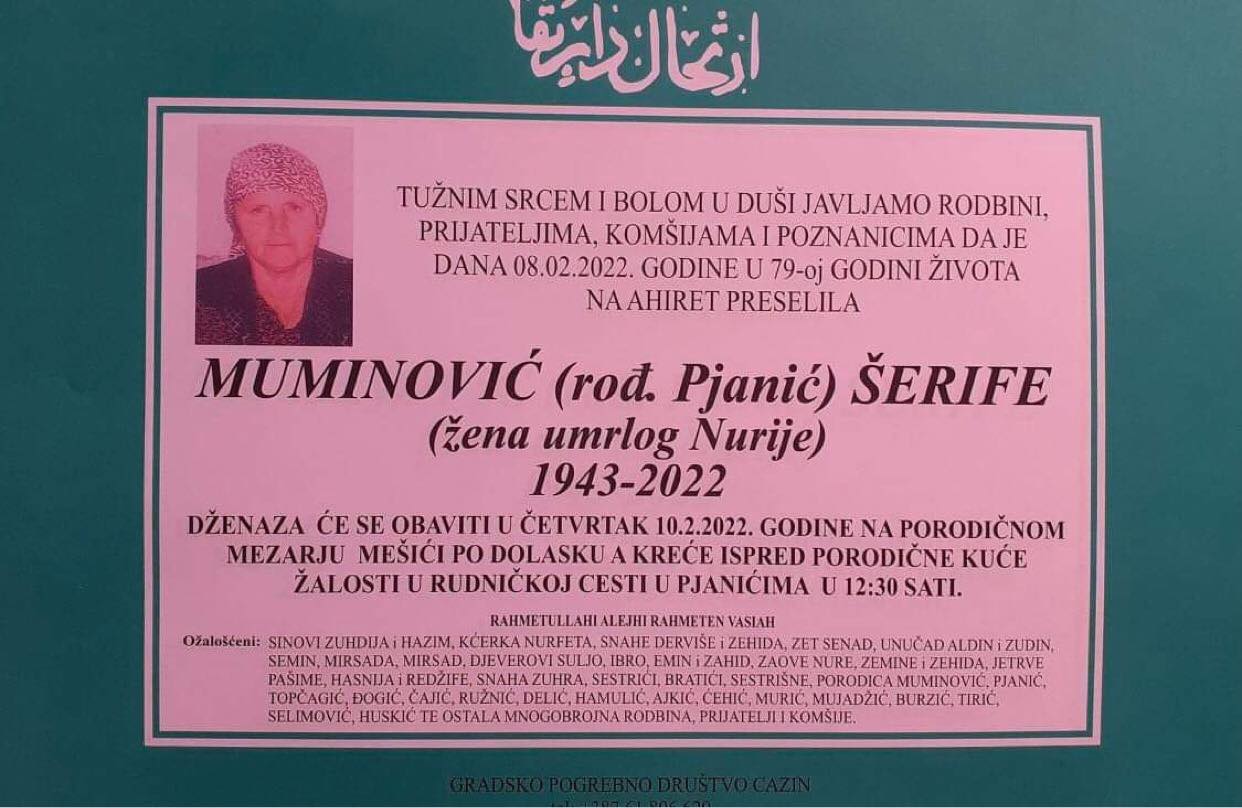 ارتحال دار بقا
TUŽNIM SRCEM I BOLOM U DUŠI JAVLJAMO RODBINI,
PRIJATELJIMA, KOMŠIJAMA I POZNANICIMA DA JE
DANA 08.02.2022. GODINE U 79-oj GODINI ŽIVOTA
NA AHIRET PRESELILA
MUMINOVIĆ (rođ. Pjanić) ŠERIFE
(žena umrlog Nurije)
1943-2022
DŽENAZA ĆE SE OBAVITI U ČETVRTAK 10.2.2022. GODINE NA PORODIČNOM
MEZARJU MEŠIĆI PO DOLASKU A KREĆE ISPRED PORODIČNE KUĆE
ŽALOSTI U RUDNIČKOJ CESTI U PJANIĆIMA U 12:30 SATI.
RAHMETULLAHI ALEJHI RAHMETEN VASIAH
Ožalošćeni: SINOVI ZUHDIJA i HAZIM, KĆERKA NURFETA, SNAHE DERVIŠE i ZEHIDA, ZET SENAD, UNUČAD ALDIN i ZUDIN,
SEMIN, MIRSADA, MIRSAD, DJEVEROVI SULJO, IBRO, EMIN i ZAHID, ZAOVE NURE, ZEMINE i ZEHIDA, JETRVE
PAŠIME, HASNIJA i REDŽIFE, SNAHA ZUHRA, SESTRIĆI, BRATIĆI, SESTRIŠNE, PORODICA MUMINOVIĆ, PJANIĆ,
TOPČAGIĆ, ĐOGIĆ, ČAJIĆ, RUŽNIĆ, DELIĆ, HAMULIĆ, AJKIĆ, ĆEHIĆ, MURIĆ, MUJADŽIĆ, BURZIĆ, TIRIĆ,
SELIMOVIĆ, HUSKIĆ TE OSTALA MNOGOBROJNA RODBINA, PRIJATELJI I KOMŠIJE.
GRADSKO POGREBNO DRUŠTVO CAZIN